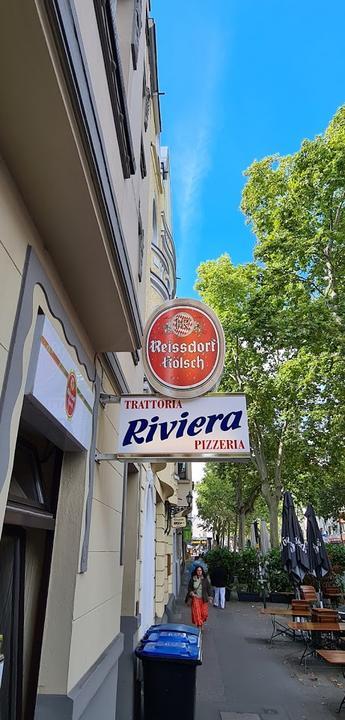 Reissdorf
Kölsch
TRATTORIA
Riviera
PIZZERIA